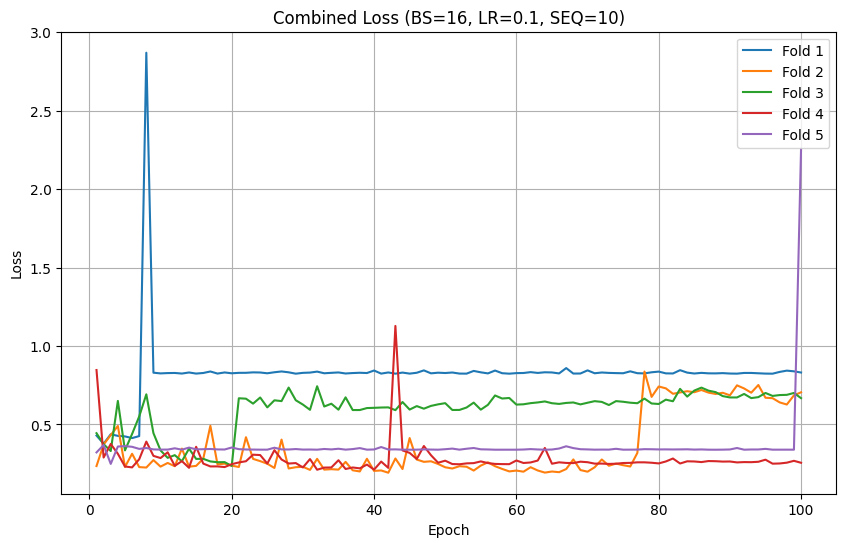 Combined Loss (BS=16, LR=0.1, SEQ=10)
3.0
2.5
2.0
1.5
1.0
0.5
Loss
0
20
40
60
80
100
Epoch
Fold 1
Fold 2
Fold 3
Fold 4
Fold 5